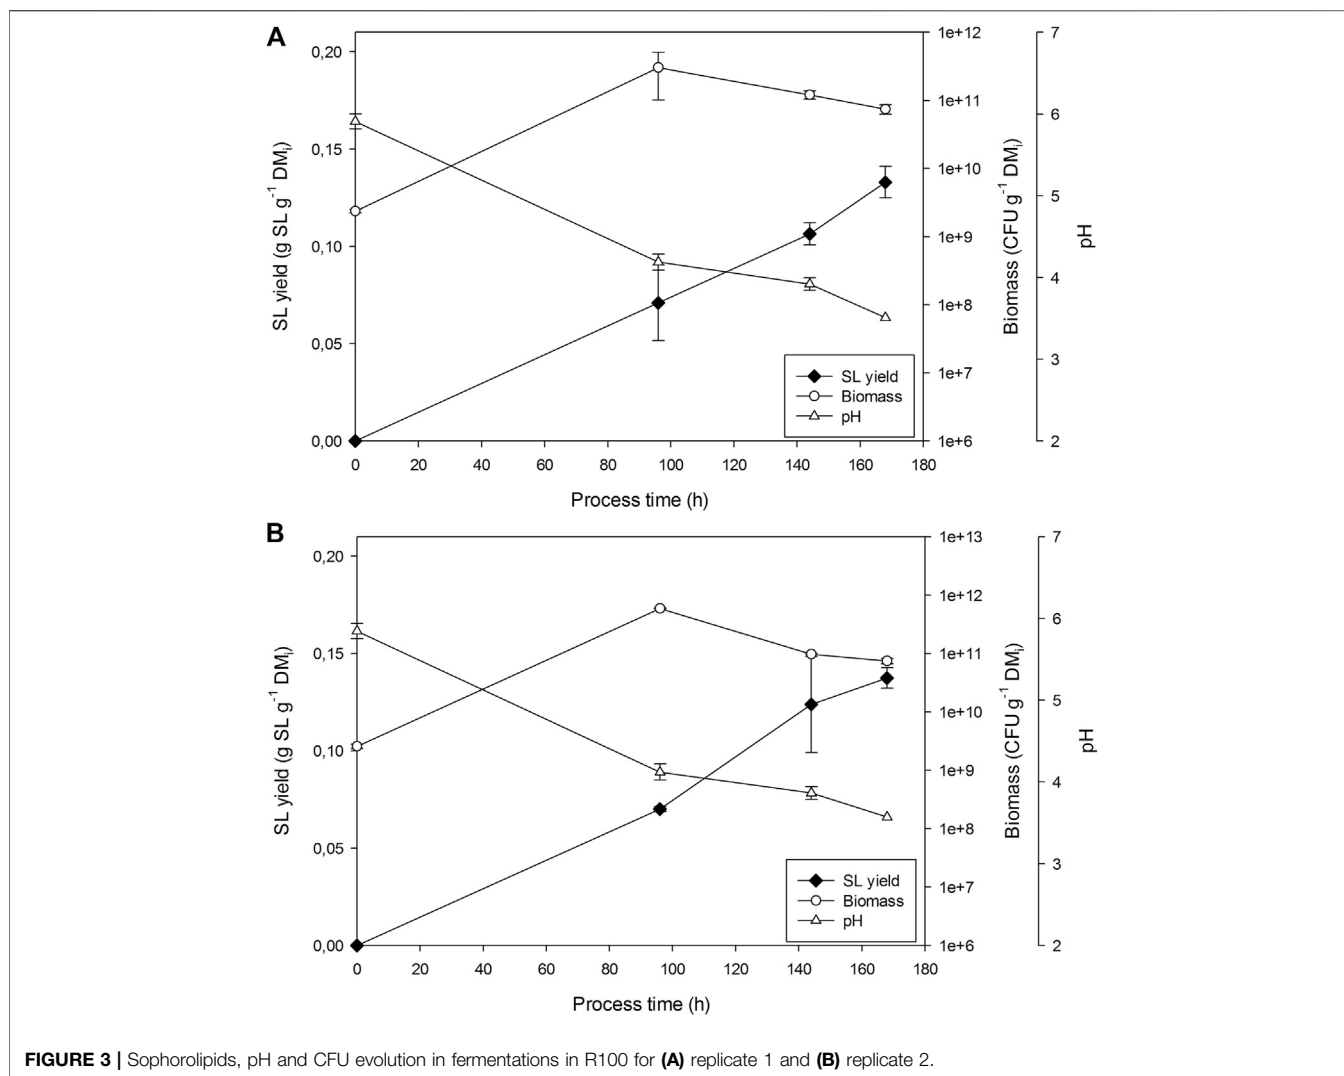 A
0,20
0,15
0,10
0,05
0,00
SL yield (g SL g⁻¹ DMᵢ)
1e+12
1e+11
1e+10
1e+9
1e+8
1e+7
1e+6
Biomass (CFU g⁻¹ DMᵢ)
7
6
5
4
3
2
pH
SL yield
Biomass
pH
0 20 40 60 80 100 120 140 160 180
Process time (h)
B
0,20
0,15
0,10
0,05
0,00
SL yield (g SL g⁻¹ DMᵢ)
1e+13
1e+12
1e+11
1e+10
1e+9
1e+8
1e+7
1e+6
Biomass (CFU g⁻¹ DMᵢ)
7
6
5
4
3
2
pH
SL yield
Biomass
pH
0 20 40 60 80 100 120 140 160 180
Process time (h)
FIGURE 3 | Sophorolipids, pH and CFU evolution in fermentations in R100 for (A) replicate 1 and (B) replicate 2.